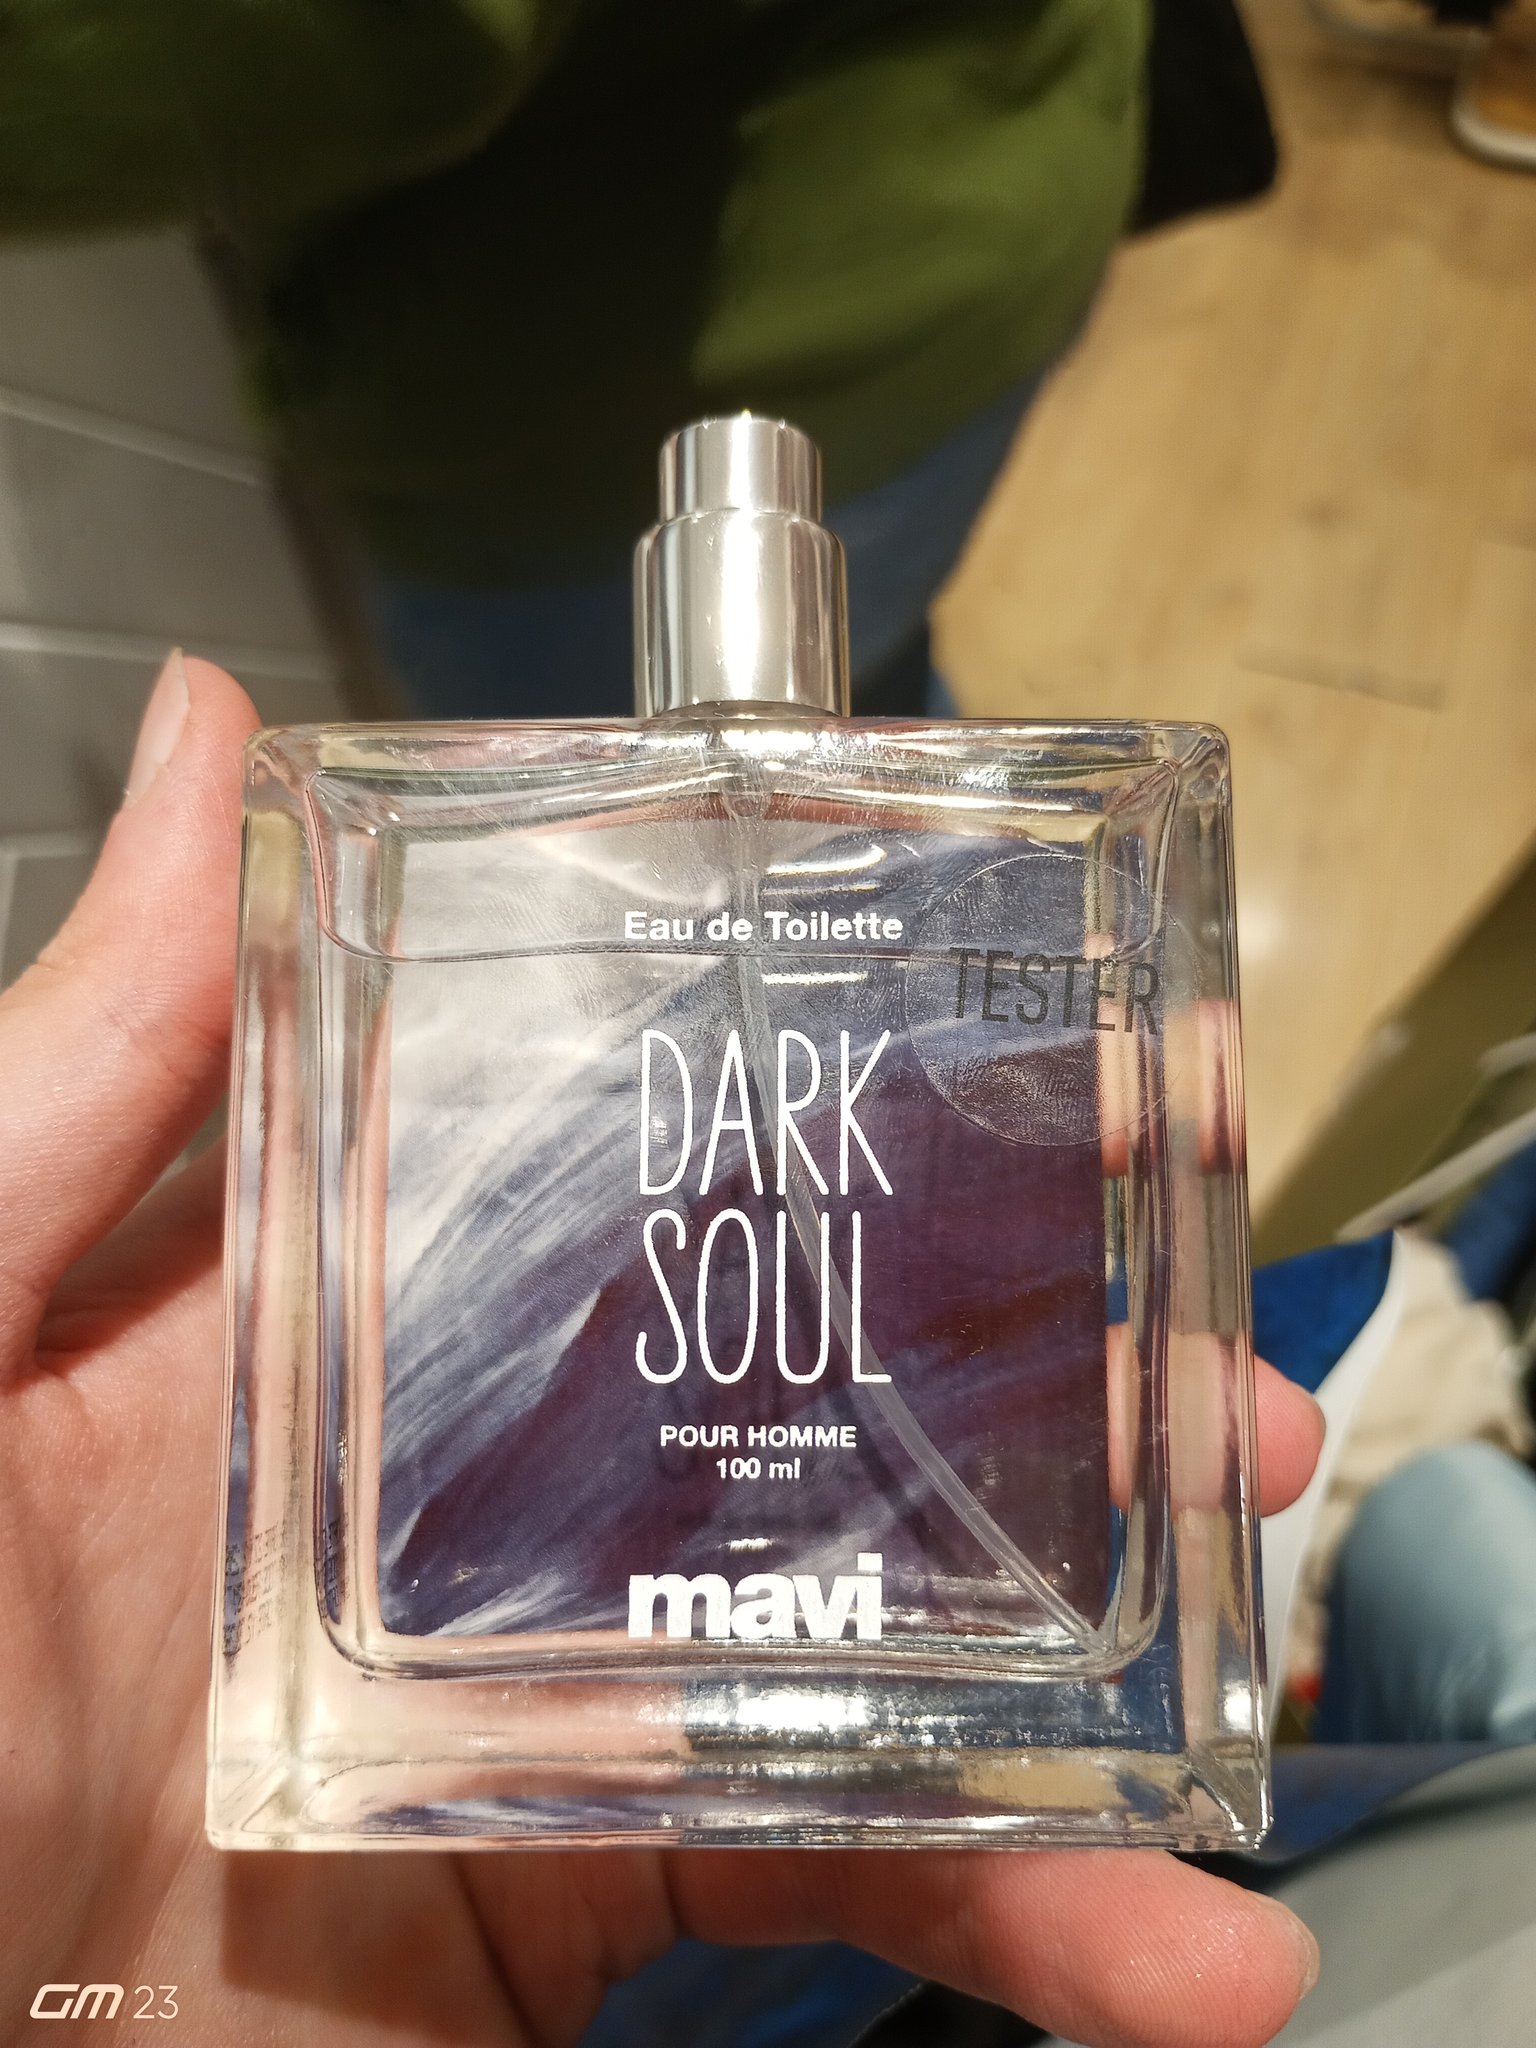 Eau de Toilette
TESTER
DARK
SOUL
POUR HOMME
100 ml
mavi
GM 23